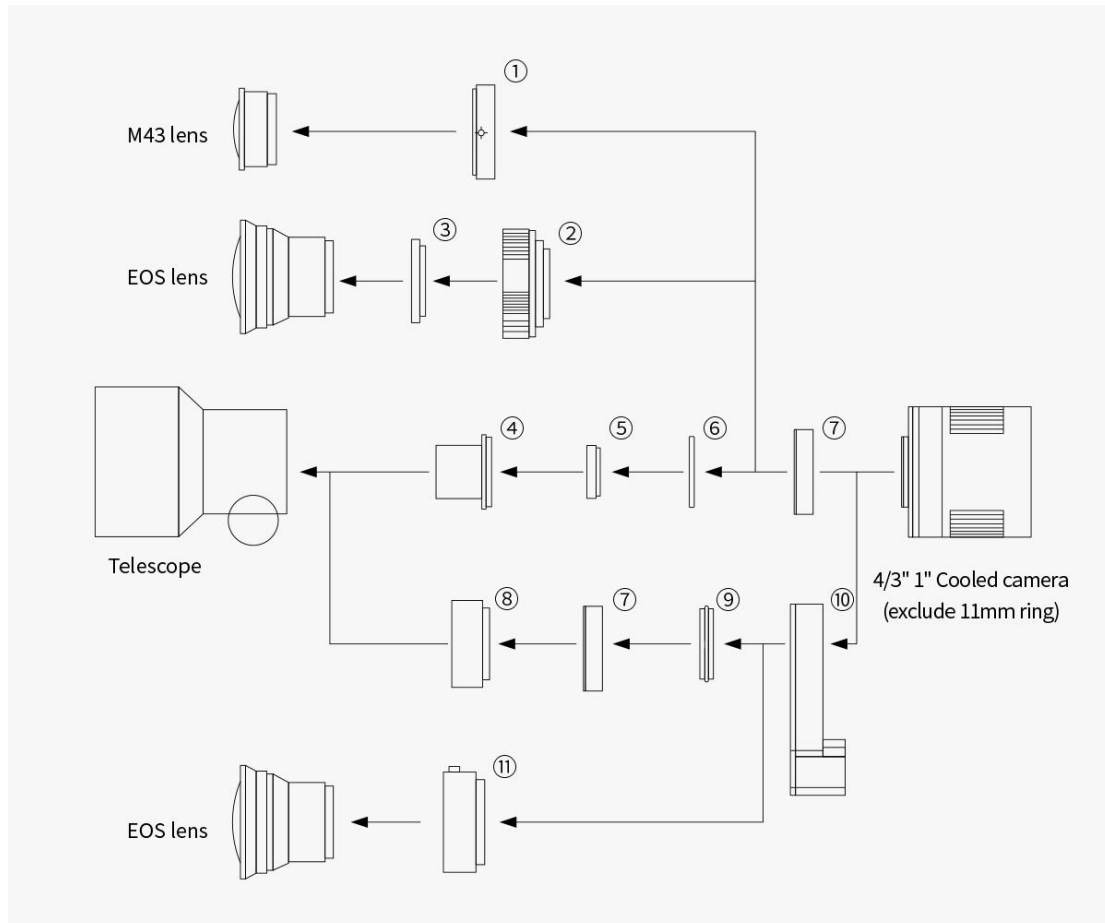 ①
M43 lens
③
②
EOS lens
④
⑤
⑥
⑦
Telescope
4/3" 1" Cooled camera
(exclude 11mm ring)
⑧
⑦
⑨
⑩
⑪
EOS lens